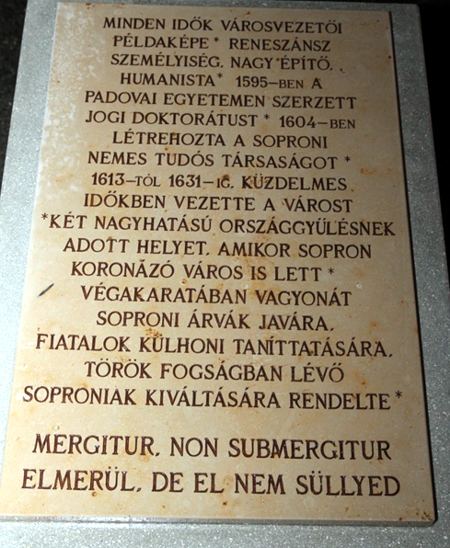 MINDEN IDŐK VÁROSVEZETŐI
PÉLDAKÉPE* RENESZÁNSZ
SZEMÉLYISÉG, NAGY ÉPÍTŐ,
HUMANISTA* 1595-BEN A
PADOVAI EGYETEMEN SZERZETT
JOGI DOKTORÁTUST * 1604-BEN
LÉTREHOZTA A SOPRONI
NEMES TUDÓS TÁRSASÁGOT *
1613-TÓL 1631-IG, KÜZDELMES
IDŐKBEN VEZETTE A VÁROST
*KÉT NAGYHATÁSÚ ORSZÁGGYŰLÉSNEK
ADOTT HELYET, AMIKOR SOPRON
KORONÁZÓ VÁROS IS LETT *
VÉGAKARATÁBAN VAGYONÁT
SOPRONI ÁRVÁK JAVÁRA,
FIATALOK KÜLHONI TANÍTTATÁSÁRA,
TÖRÖK FOGSÁGBAN LÉVŐ
SOPRONIAK KIVÁLTÁSÁRA RENDELTE*
MERGITUR, NON SUBMERGITUR
ELMERÜL, DE EL NEM SÜLLYED